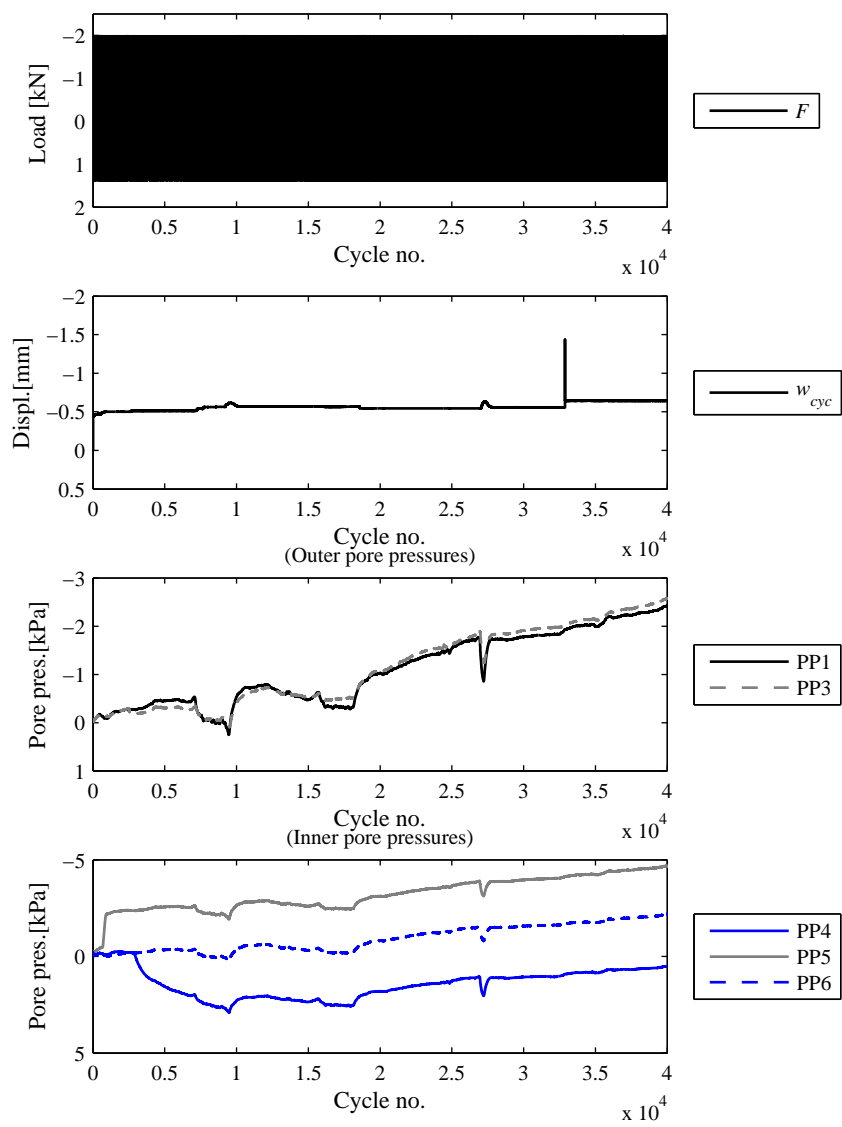 −2
−1
0
1
2
Load [kN]
0 0.5 1 1.5 2 2.5 3 3.5 4
Cycle no.
x 10^4
F
−2
−1.5
−1
−0.5
0
0.5
Displ.[mm]
0 0.5 1 1.5 2 2.5 3 3.5 4
Cycle no.
x 10^4
w_cyc
(Outer pore pressures)
−3
−2
−1
0
1
Pore pres.[kPa]
0 0.5 1 1.5 2 2.5 3 3.5 4
Cycle no.
x 10^4
PP1
PP3
(Inner pore pressures)
−5
0
5
Pore pres.[kPa]
0 0.5 1 1.5 2 2.5 3 3.5 4
Cycle no.
x 10^4
PP4
PP5
PP6